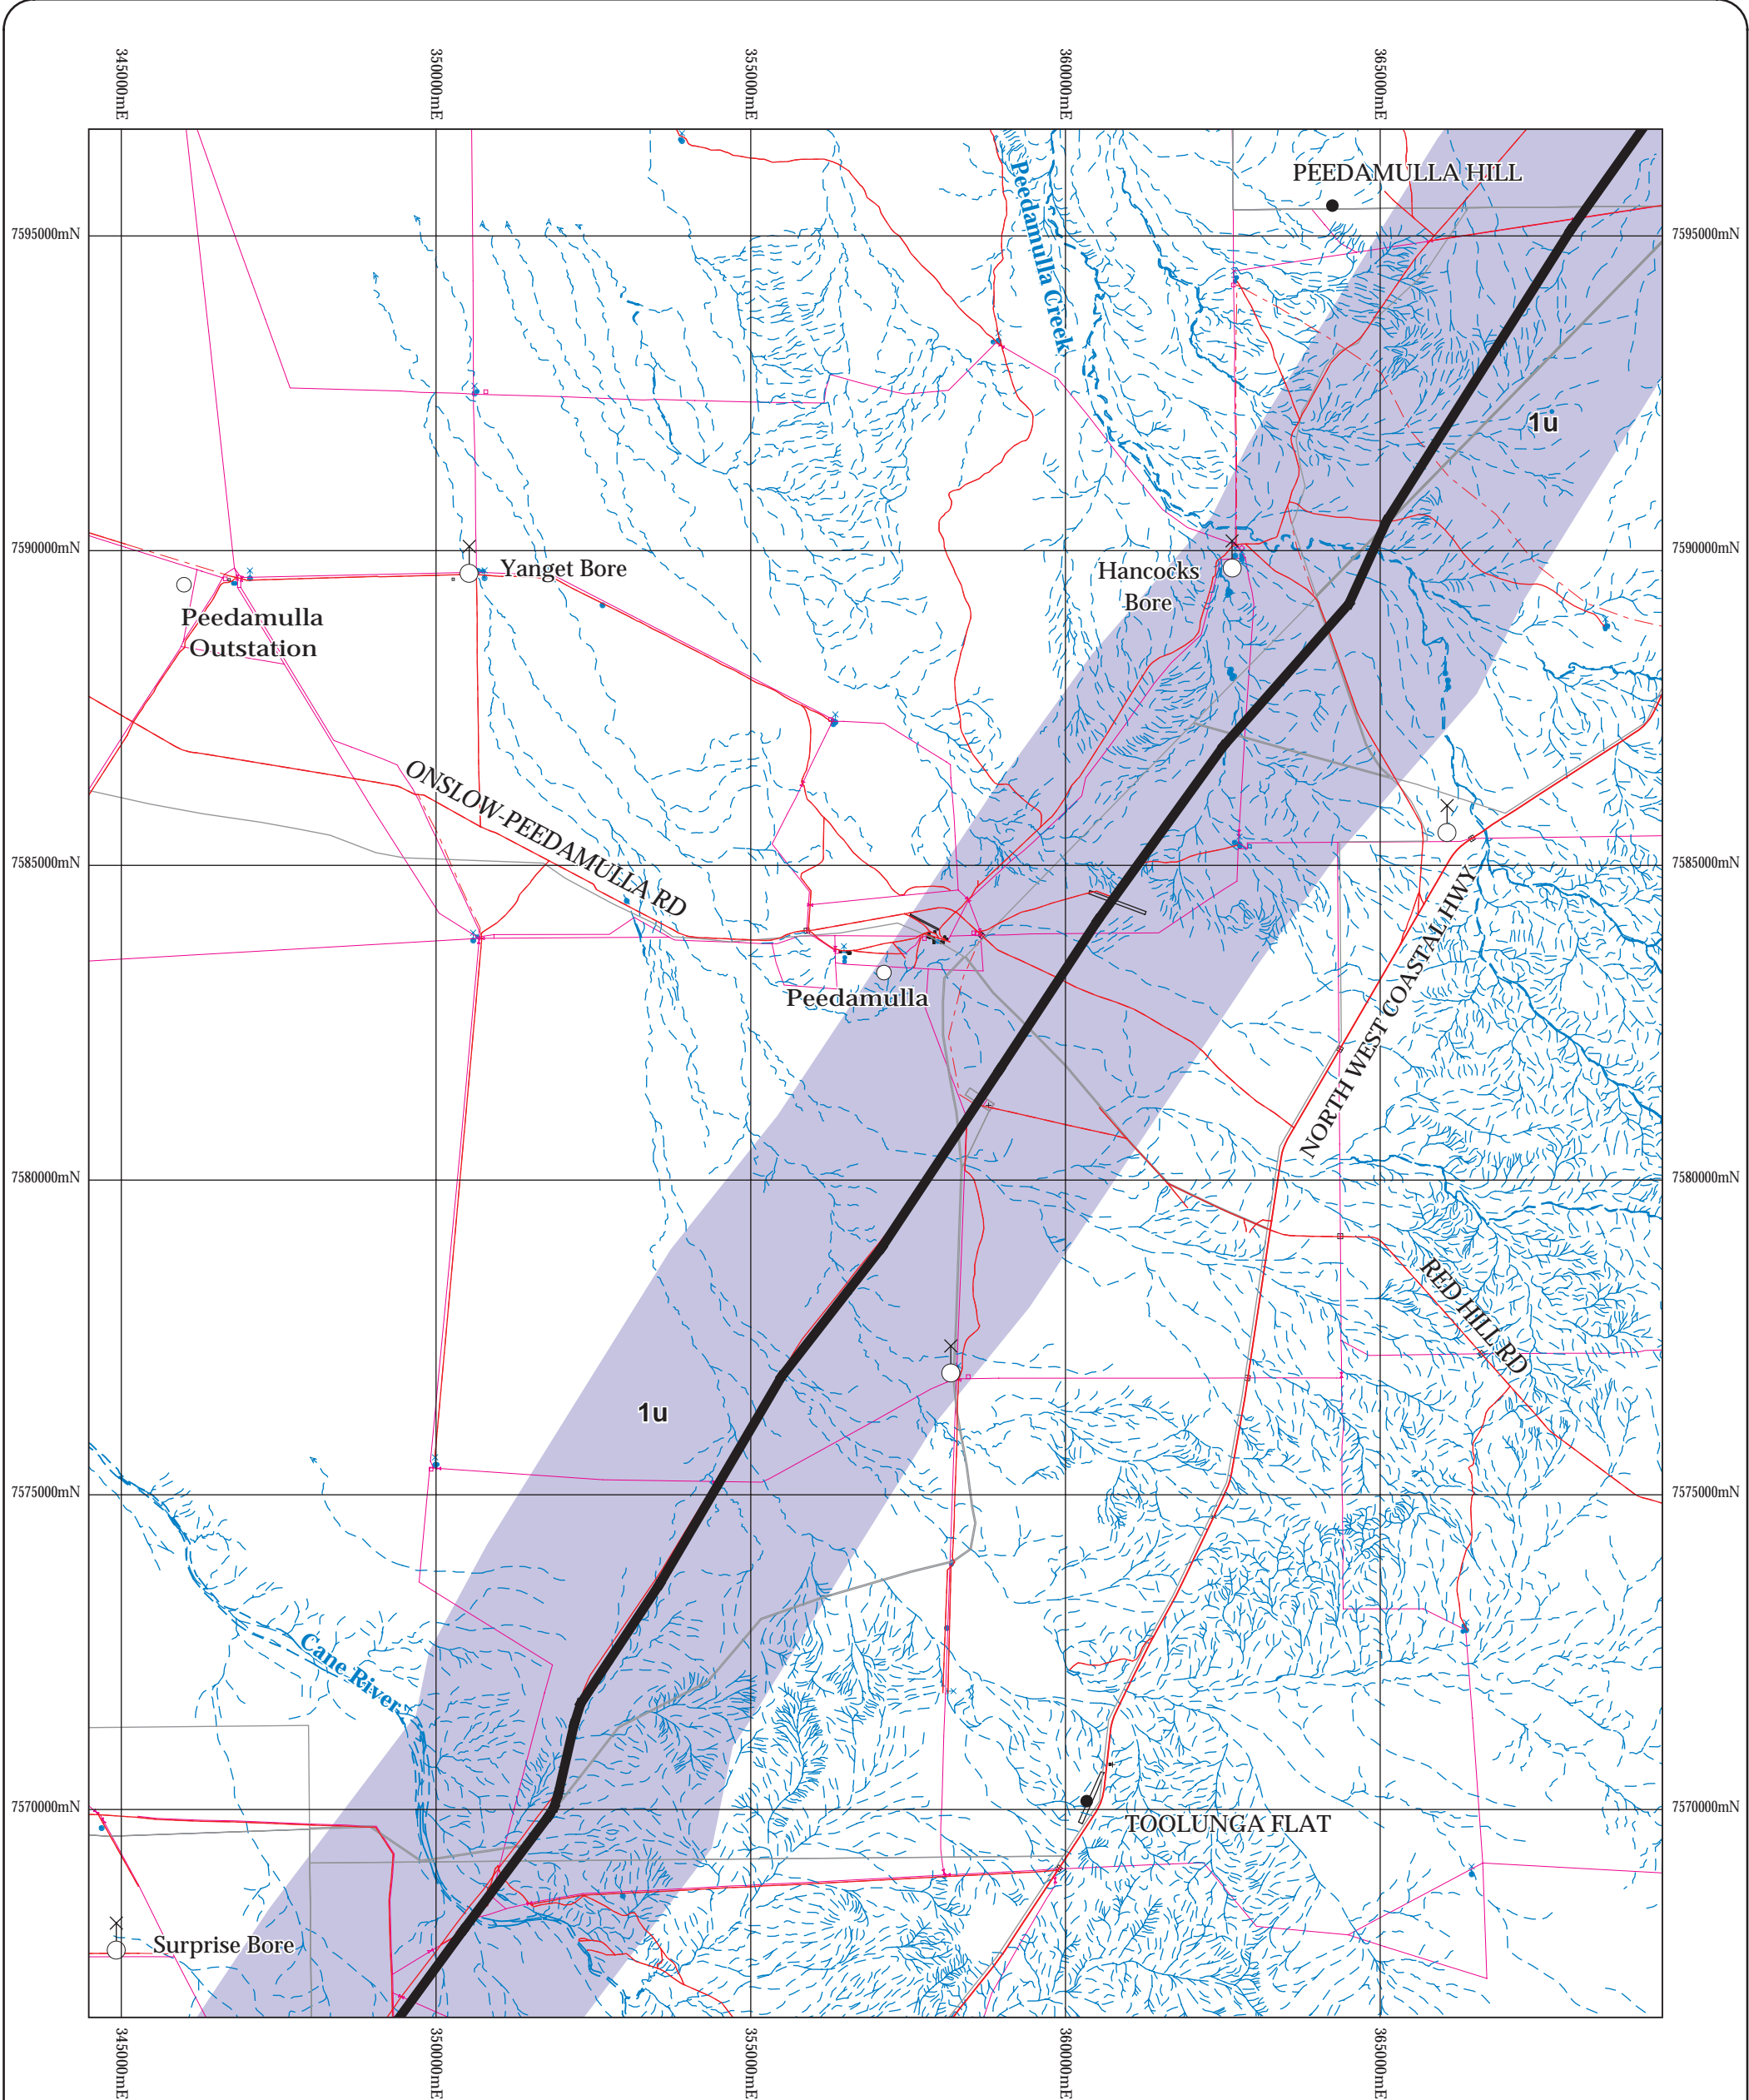 345000mE
350000mE
355000mE
360000mE
365000mE
PEEDAMULLA HILL
Peedamulla Creek
7595000mN
7595000mN
1u
7590000mN
7590000mN
Yanget Bore
Hancocks
Bore
Peedamulla
Outstation
ONSLOW-PEEDAMULLA RD
7585000mN
7585000mN
NORTH WEST COASTAL HWY
Peedamulla
7580000mN
7580000mN
RED HILL RD
1u
7575000mN
7575000mN
Cane River
7570000mN
7570000mN
TOOLUNGA FLAT
Surprise Bore
345000mE
350000mE
355000mE
360000mE
365000mE